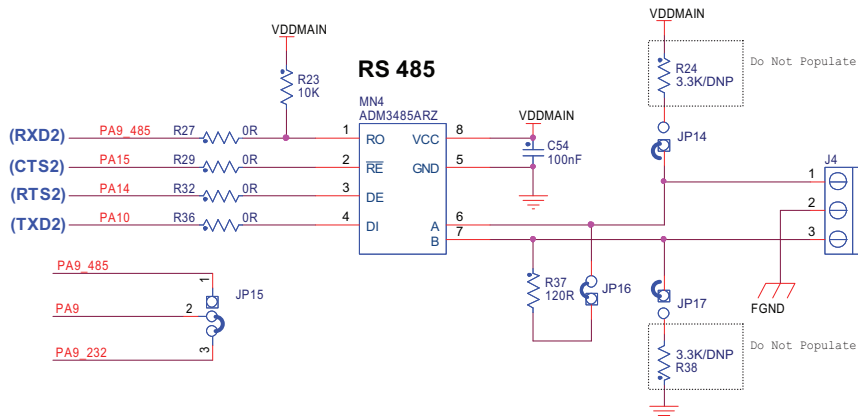 VDDMAIN
VDDMAIN
R23
10K
RS 485
R24
3.3K/DNP
Do Not Populate
MN4
ADM3485ARZ
VDDMAIN
(RXD2) PA9_485 R27 0R 1 RO VCC 8
C54
100nF
JP14
(CTS2) PA15 R29 0R 2 RE GND 5
J4
1
(RTS2) PA14 R32 0R 3 DE
2
(TXD2) PA10 R36 0R 4 DI A 6
B 7
3
PA9_485
1
JP15
PA9 2
PA9_232
3
R37
120R
JP16
JP17
FGND
3.3K/DNP
R38
Do Not Populate